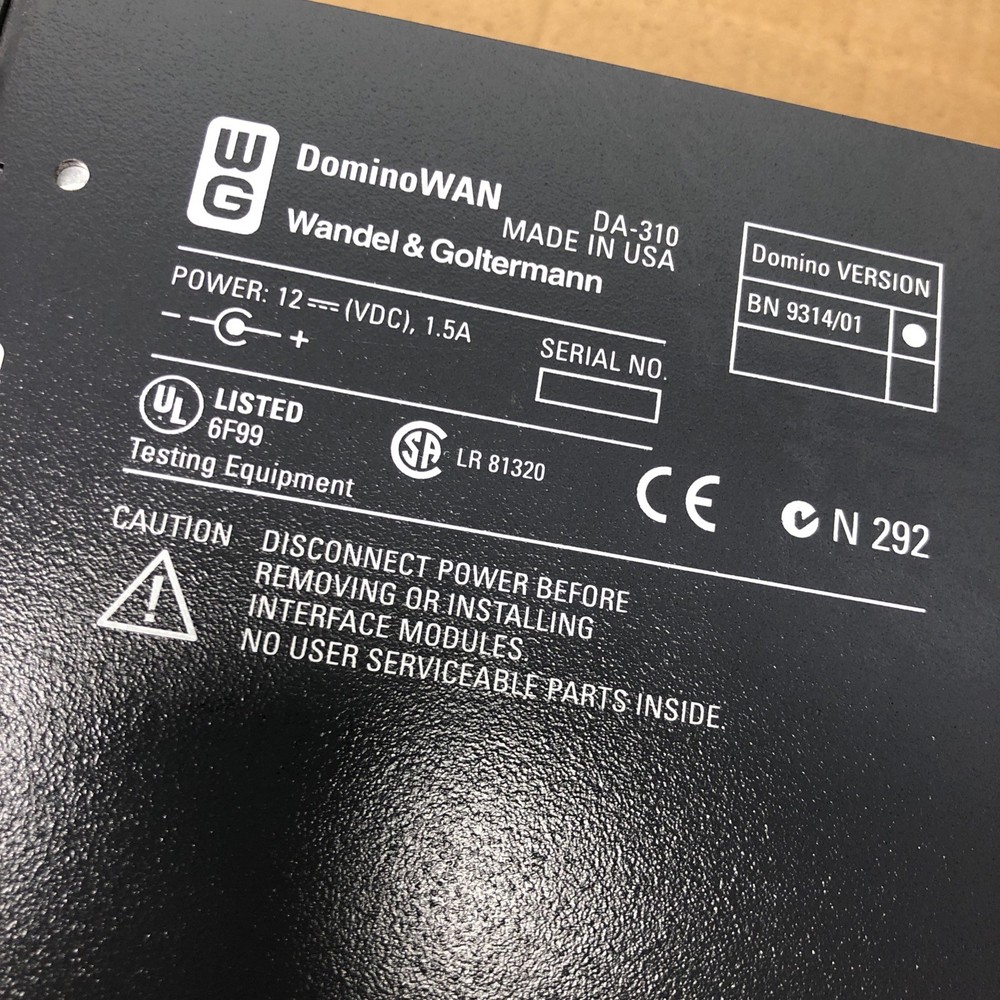 WG
DominoWAN
DA-310
Wandel & Goltermann
MADE IN USA
Domino VERSION
BN 9314/01
POWER: 12 ⎓ (VDC), 1.5A
- +
SERIAL NO.
UL LISTED
6F99
Testing Equipment
SA LR 81320
CE
N 292
CAUTION
!
DISCONNECT POWER BEFORE
REMOVING OR INSTALLING
INTERFACE MODULES.
NO USER SERVICEABLE PARTS INSIDE